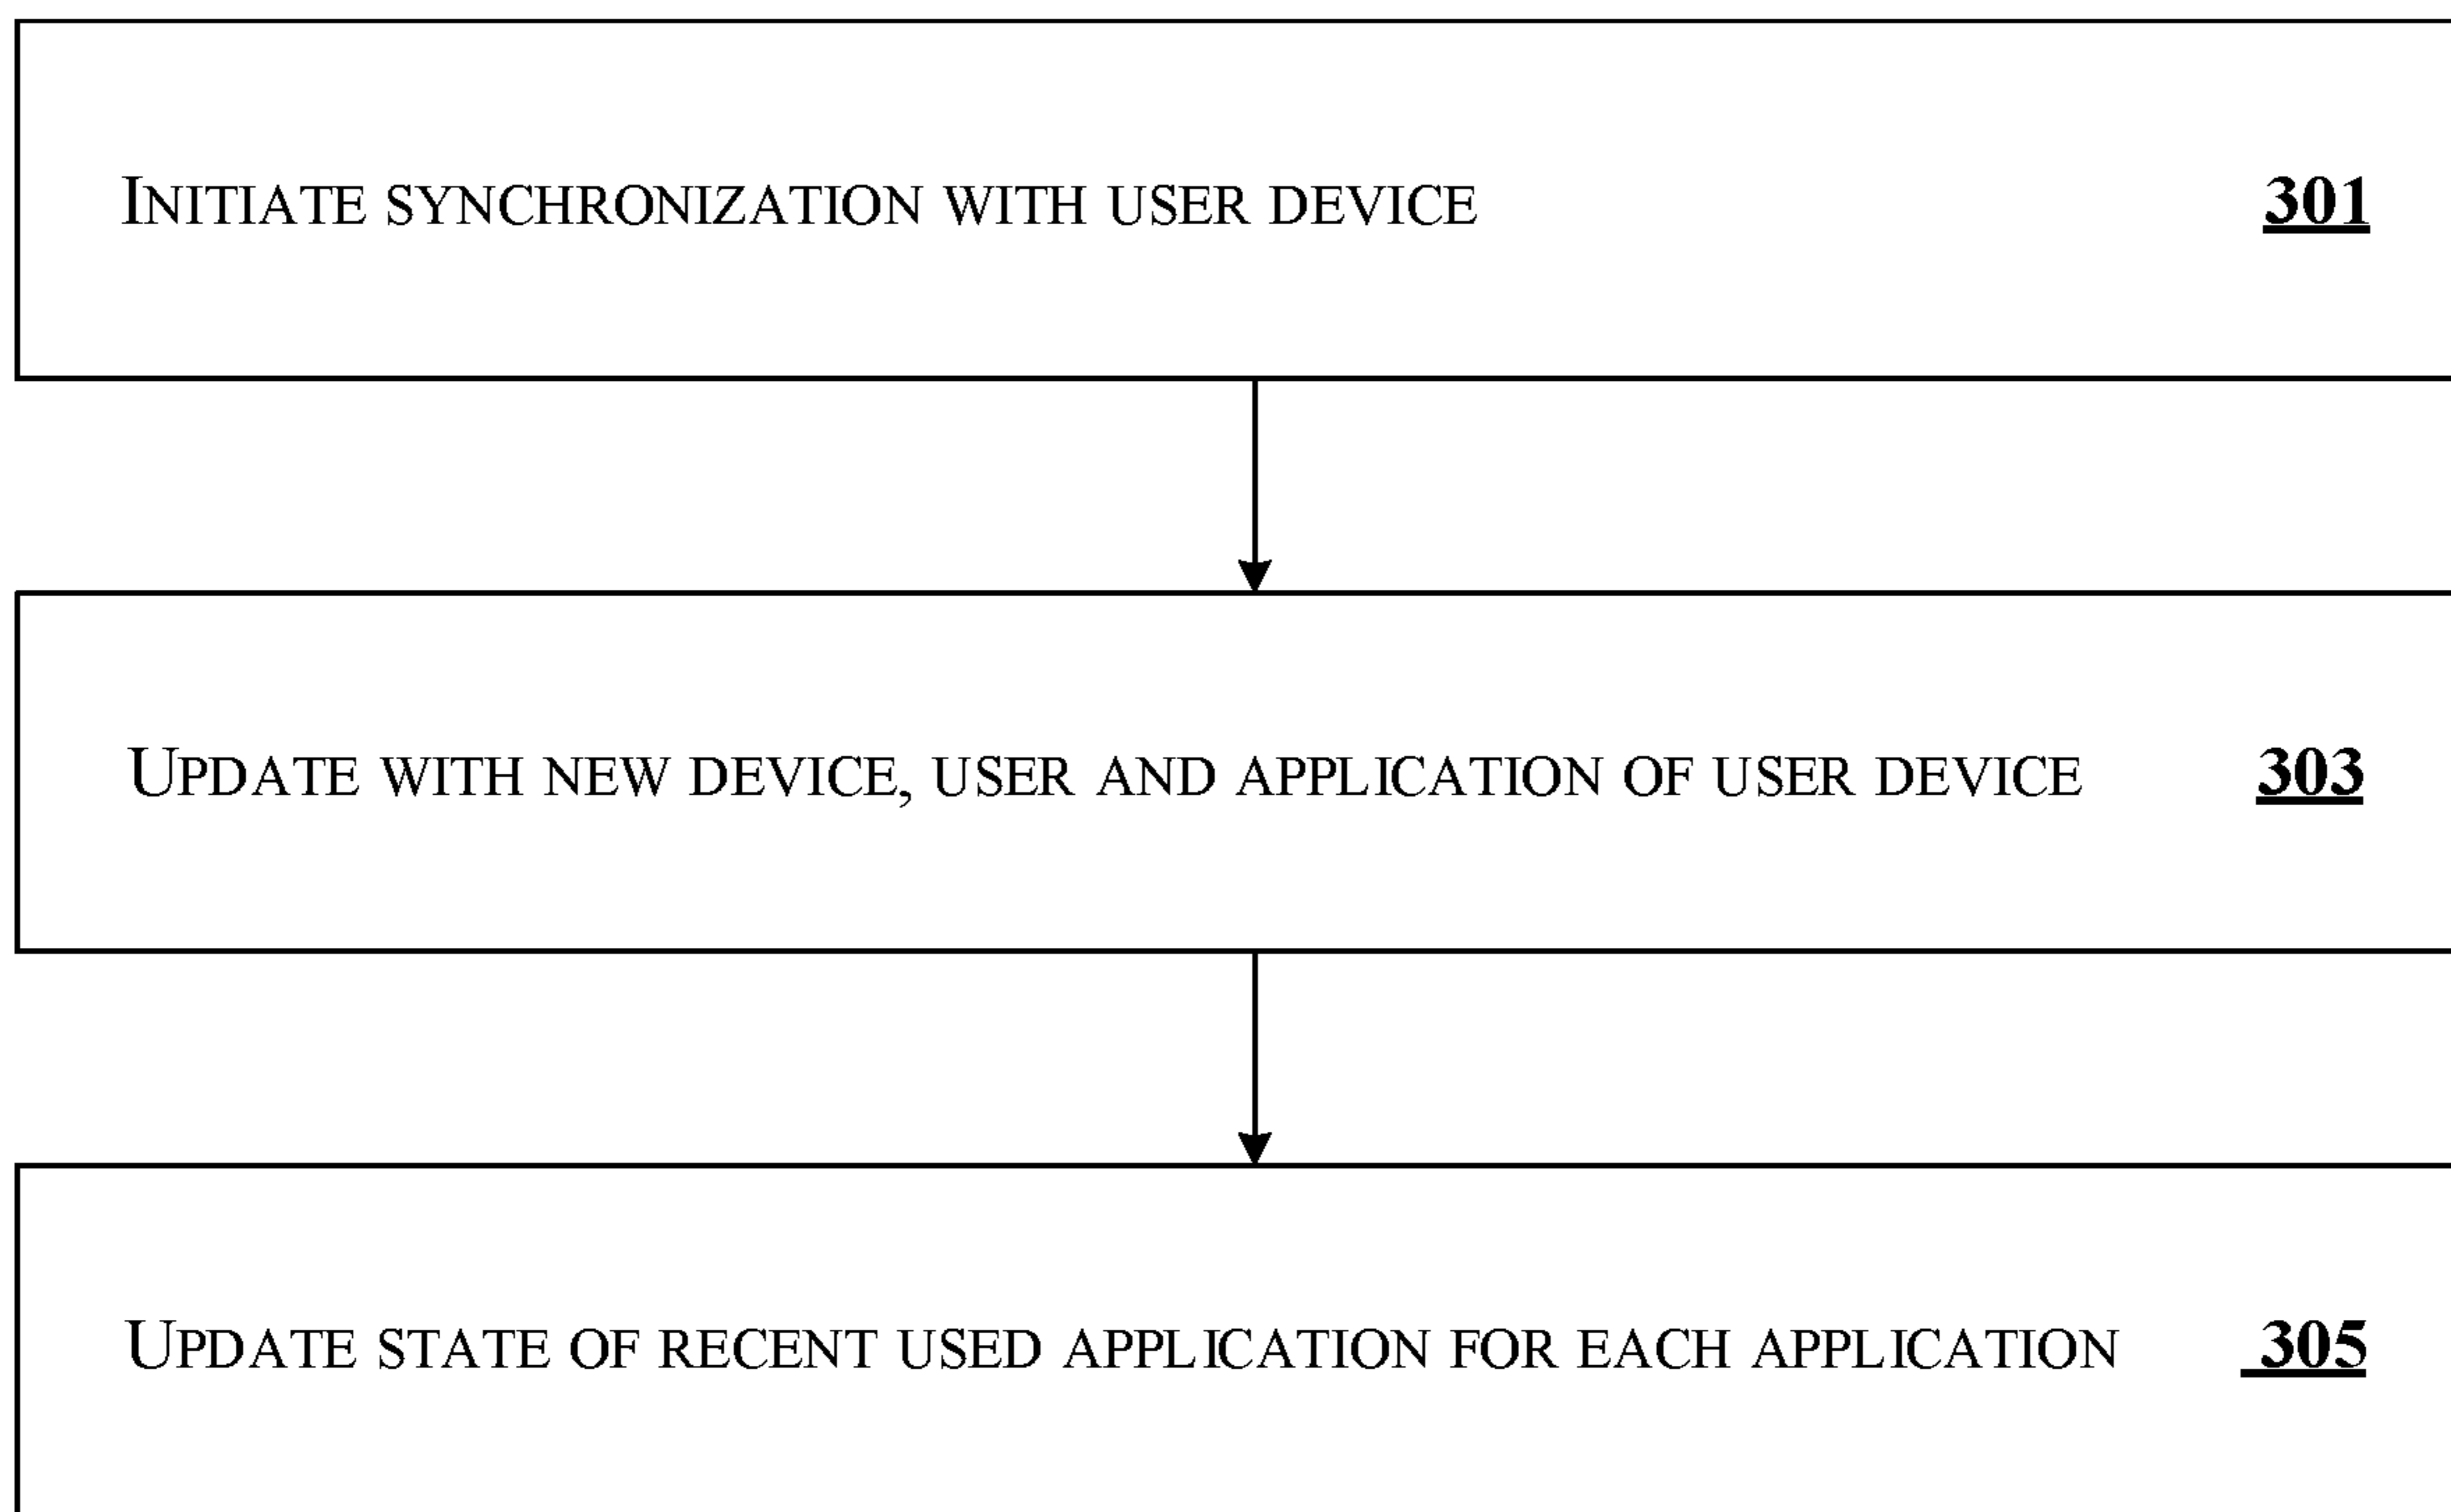 INITIATE SYNCHRONIZATION WITH USER DEVICE 301
UPDATE WITH NEW DEVICE, USER AND APPLICATION OF USER DEVICE 303
UPDATE STATE OF RECENT USED APPLICATION FOR EACH APPLICATION 305